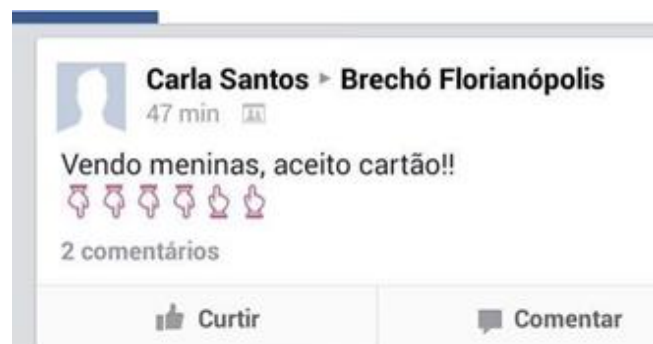 Carla Santos ▸ Brechó Florianópolis
47 min
Vendo meninas, aceito cartão!!
👇👇👇👇👆👆
2 comentários
Curtir Comentar